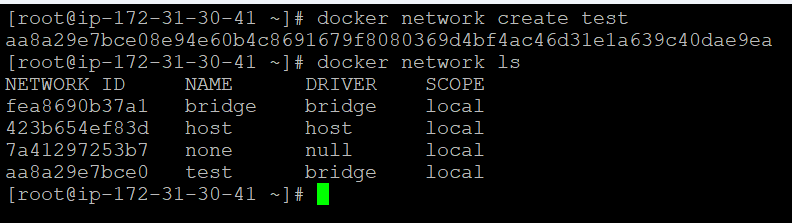 [root@ip-172-31-30-41 ~]# docker network create test
aa8a29e7bce08e94e60b4c8691679f8080369d4bf4ac46d31e1a639c40dae9ea
[root@ip-172-31-30-41 ~]# docker network ls
NETWORK ID     NAME      DRIVER    SCOPE
fea8690b37a1   bridge    bridge    local
423b654ef83d   host      host      local
7a41297253b7   none      null      local
aa8a29e7bce0   test      bridge    local
[root@ip-172-31-30-41 ~]#